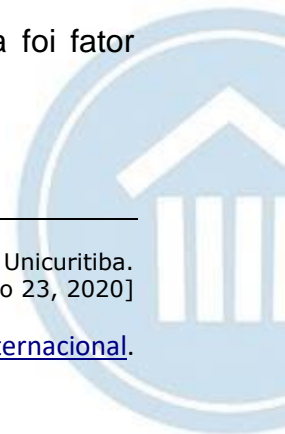 a foi fator
Unicuritiba.
o 23, 2020]
ternacional.